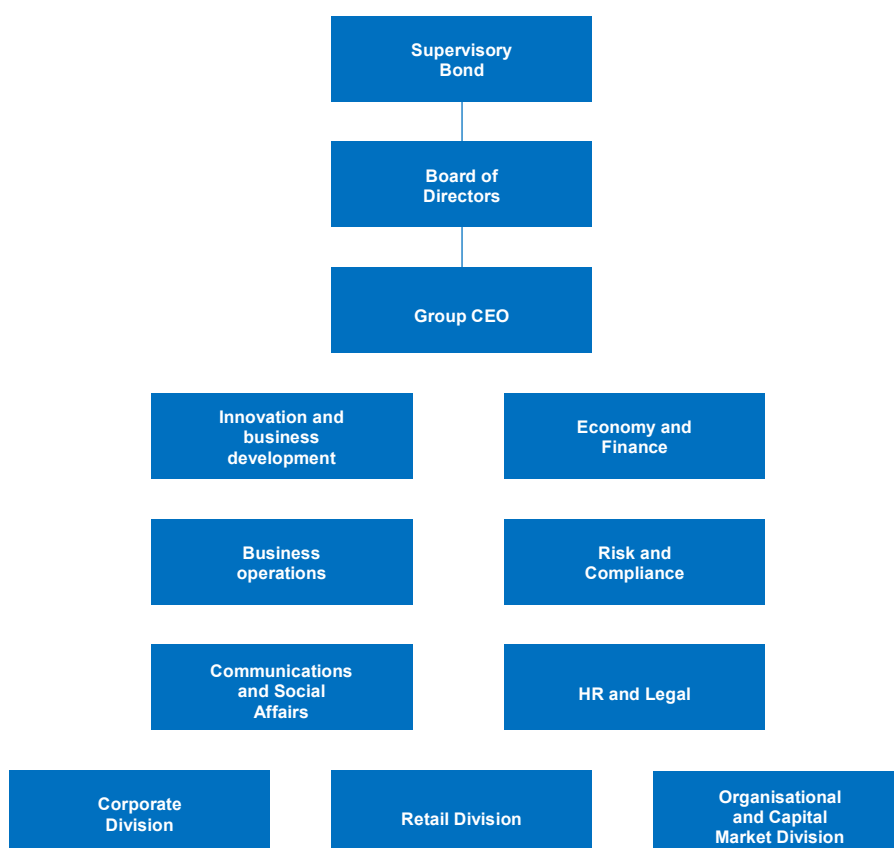 Supervisory
Bond
Board of
Directors
Group CEO
Innovation and
business
development
Economy and
Finance
Business
operations
Risk and
Compliance
Communications
and Social
Affairs
HR and Legal
Corporate
Division
Retail Division
Organisational
and Capital
Market Division